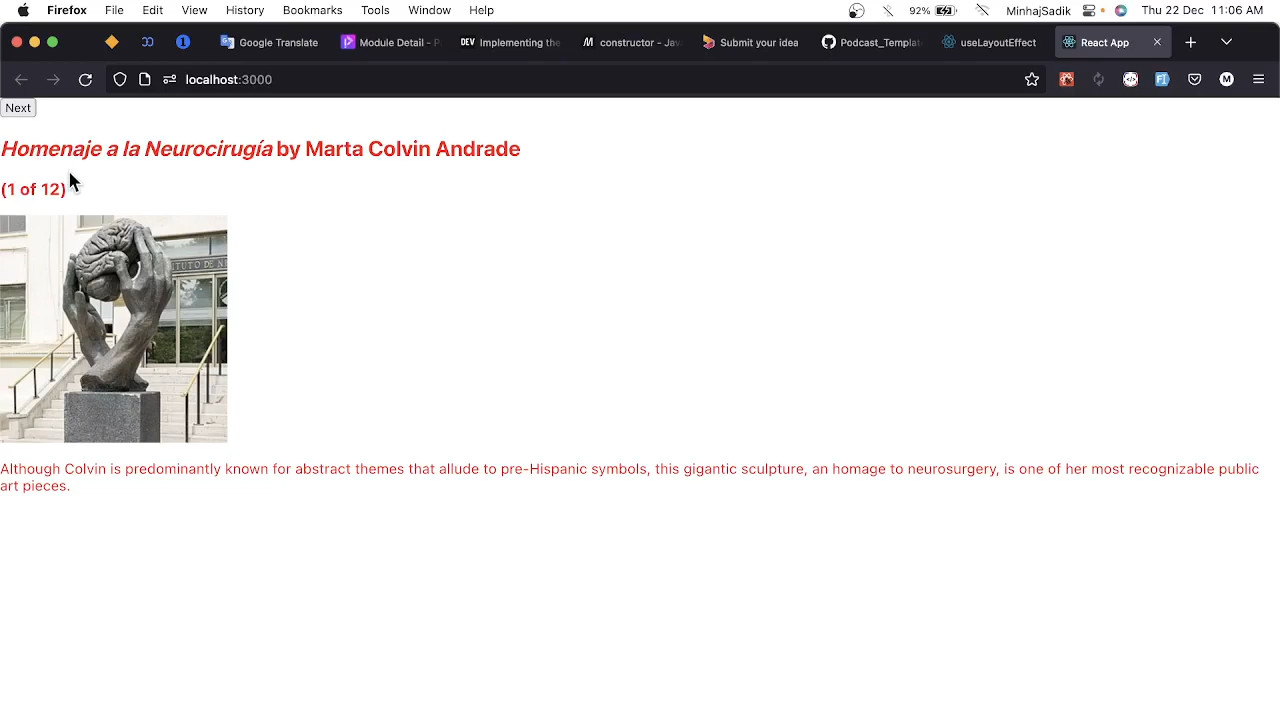 Firefox File Edit View History Bookmarks Tools Window Help 92% MinhajSadik Thu 22 Dec 11:06 AM
Google Translate Module Detail - P DEV Implementing the M constructor - Jav Submit your idea Podcast_Templat useLayoutEffect React App
localhost:3000
Next
Homenaje a la Neurocirugía by Marta Colvin Andrade
(1 of 12)
ITUTO DE N
Although Colvin is predominantly known for abstract themes that allude to pre-Hispanic symbols, this gigantic sculpture, an homage to neurosurgery, is one of her most recognizable public
art pieces.